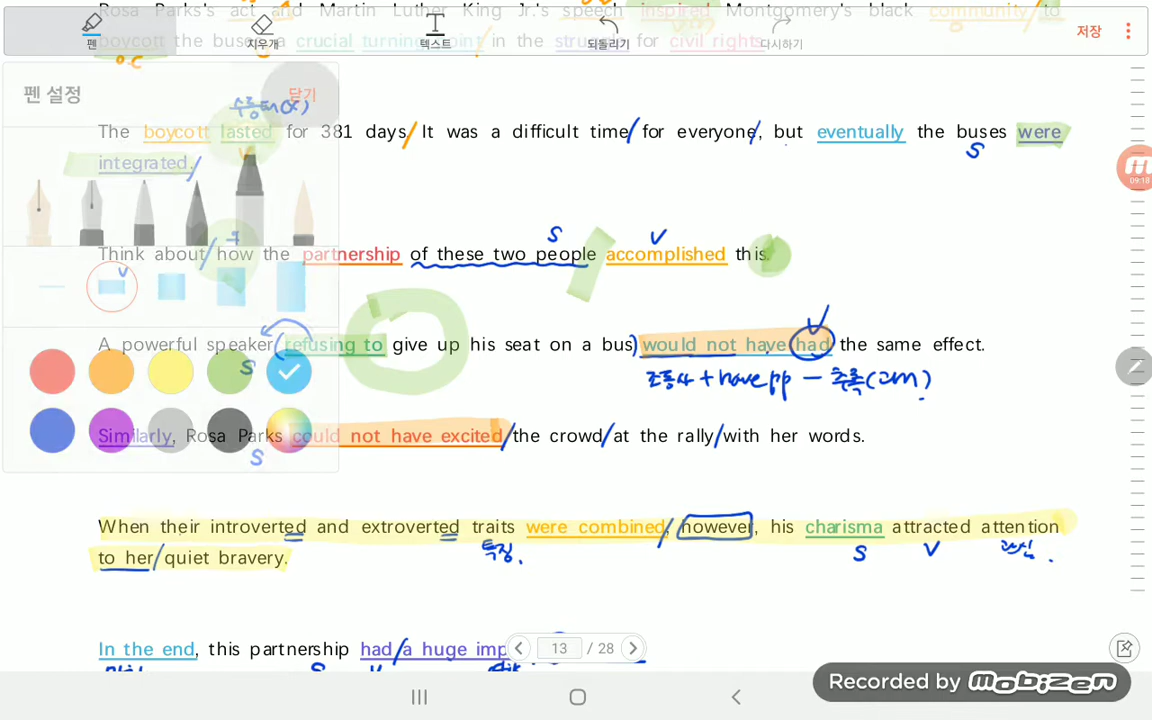 Rosa Parks's act and Martin Luther King Jr.'s speech inspired Montgomery's black community/to
boycott the buses, a crucial turning point/in the struggle for civil rights.
펜
지우개
텍스트
되돌리기
다시하기
저장
o.c
펜 설정
닫기
수동태(x)
The boycott lasted for 381 days/ It was a difficult time/for everyone/, but eventually the buses were
v
S
integrated./
09:18
S
v
Think about/how the partnership of these two people accomplished this.
v
A powerful speaker (refusing to give up his seat on a bus) would not have had the same effect.
S
조동사 + have pp - 추측(과거)
Similarly, Rosa Parks could not have excited/the crowd/at the rally/with her words.
S
When their introverted and extroverted traits were combined/, however, his charisma attracted attention
특징.
S
v
관심.
to her/quiet bravery.
In the end, this partnership had/a huge imp
S
v
13 / 28
Recorded by mobizen